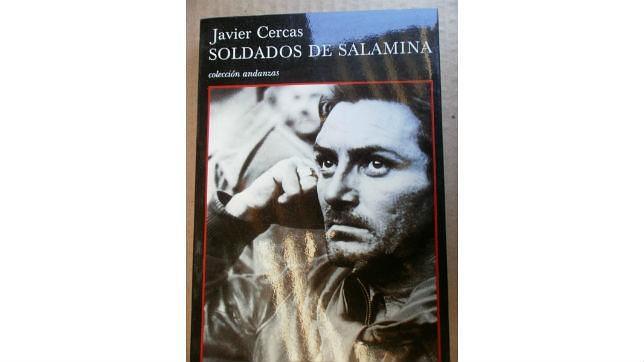 Javier Cercas
SOLDADOS DE SALAMINA
colección andanzas